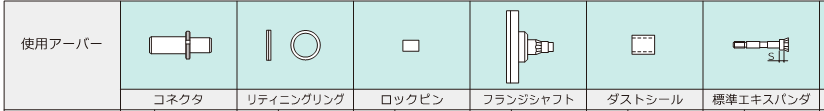 使用アーバー
S
コネクタ
リティニングリング
ロックピン
フランジシャフト
ダストシール
標準エキスパンダ